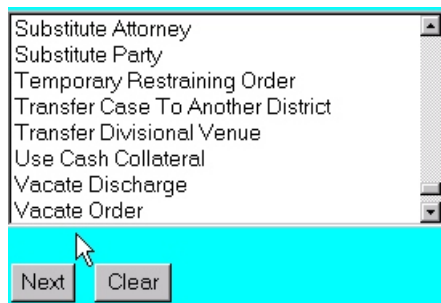 Substitute Attorney
Substitute Party
Temporary Restraining Order
Transfer Case To Another District
Transfer Divisional Venue
Use Cash Collateral
Vacate Discharge
Vacate Order
Next Clear